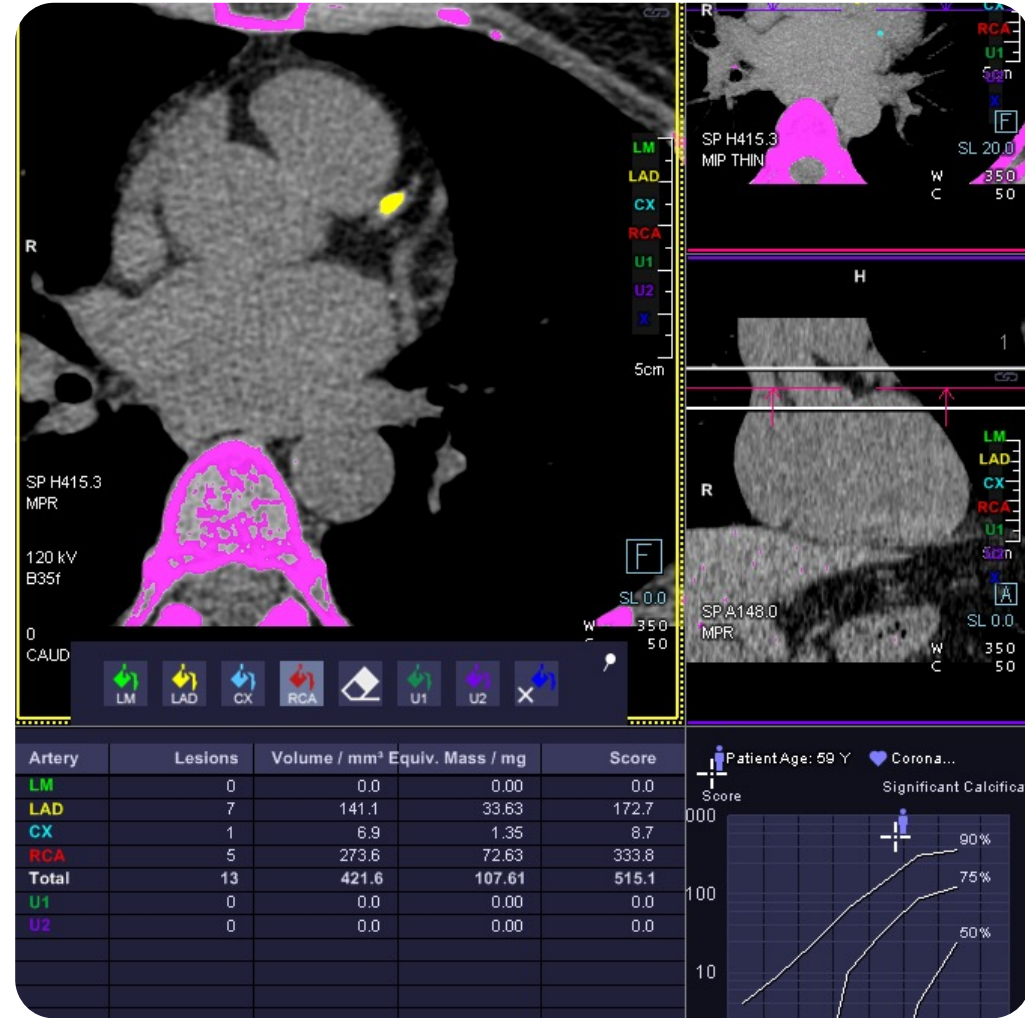 R
LM
LAD
CX
RCA
U1
U2
X
5cm
SP H415.3
MPR
120 kV
B35f
0
CAUD
F
SL 0.0
W 350
C 50
LM
LAD
CX
RCA
U1
U2
X
R
CX
RCA
U1
5cm
U2
X
F
SP H415.3
MIP THIN
SL 20.0
W 350
C 50
H
1
R
LM
LAD
CX
RCA
U1
5cm
A
SP A148.0
MPR
SL 0.0
W 350
C 50
Artery Lesions Volume / mm³ Equiv. Mass / mg Score
LM 0 0.0 0.00 0.0
LAD 7 141.1 33.63 172.7
CX 1 6.9 1.35 8.7
RCA 5 273.6 72.63 333.8
Total 13 421.6 107.61 515.1
U1 0 0.0 0.00 0.0
U2 0 0.0 0.00 0.0
Patient Age: 59 Y Corona...
Score Significant Calcifica
000
100
10
90%
75%
50%